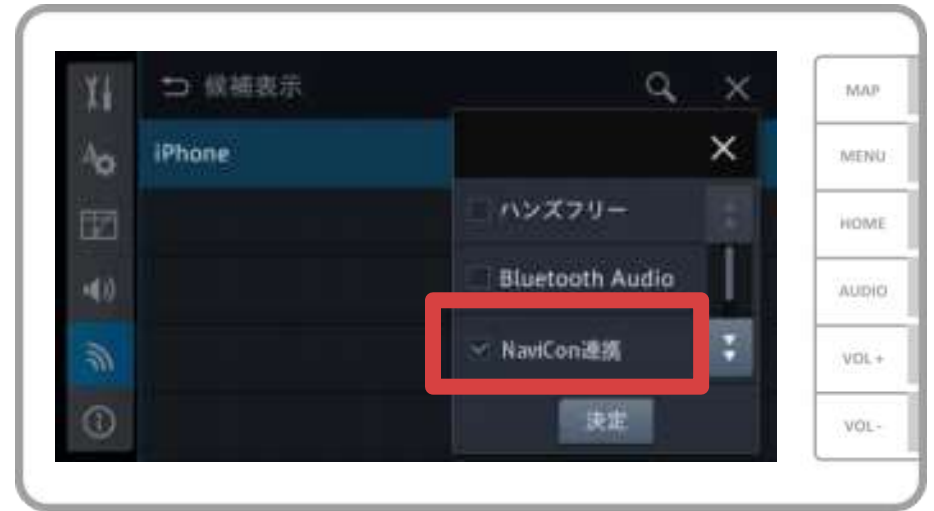 候補表示
iPhone
ハンズフリー
Bluetooth Audio
NaviCon連携
決定
MAP
MENU
HOME
AUDIO
VOL +
VOL -